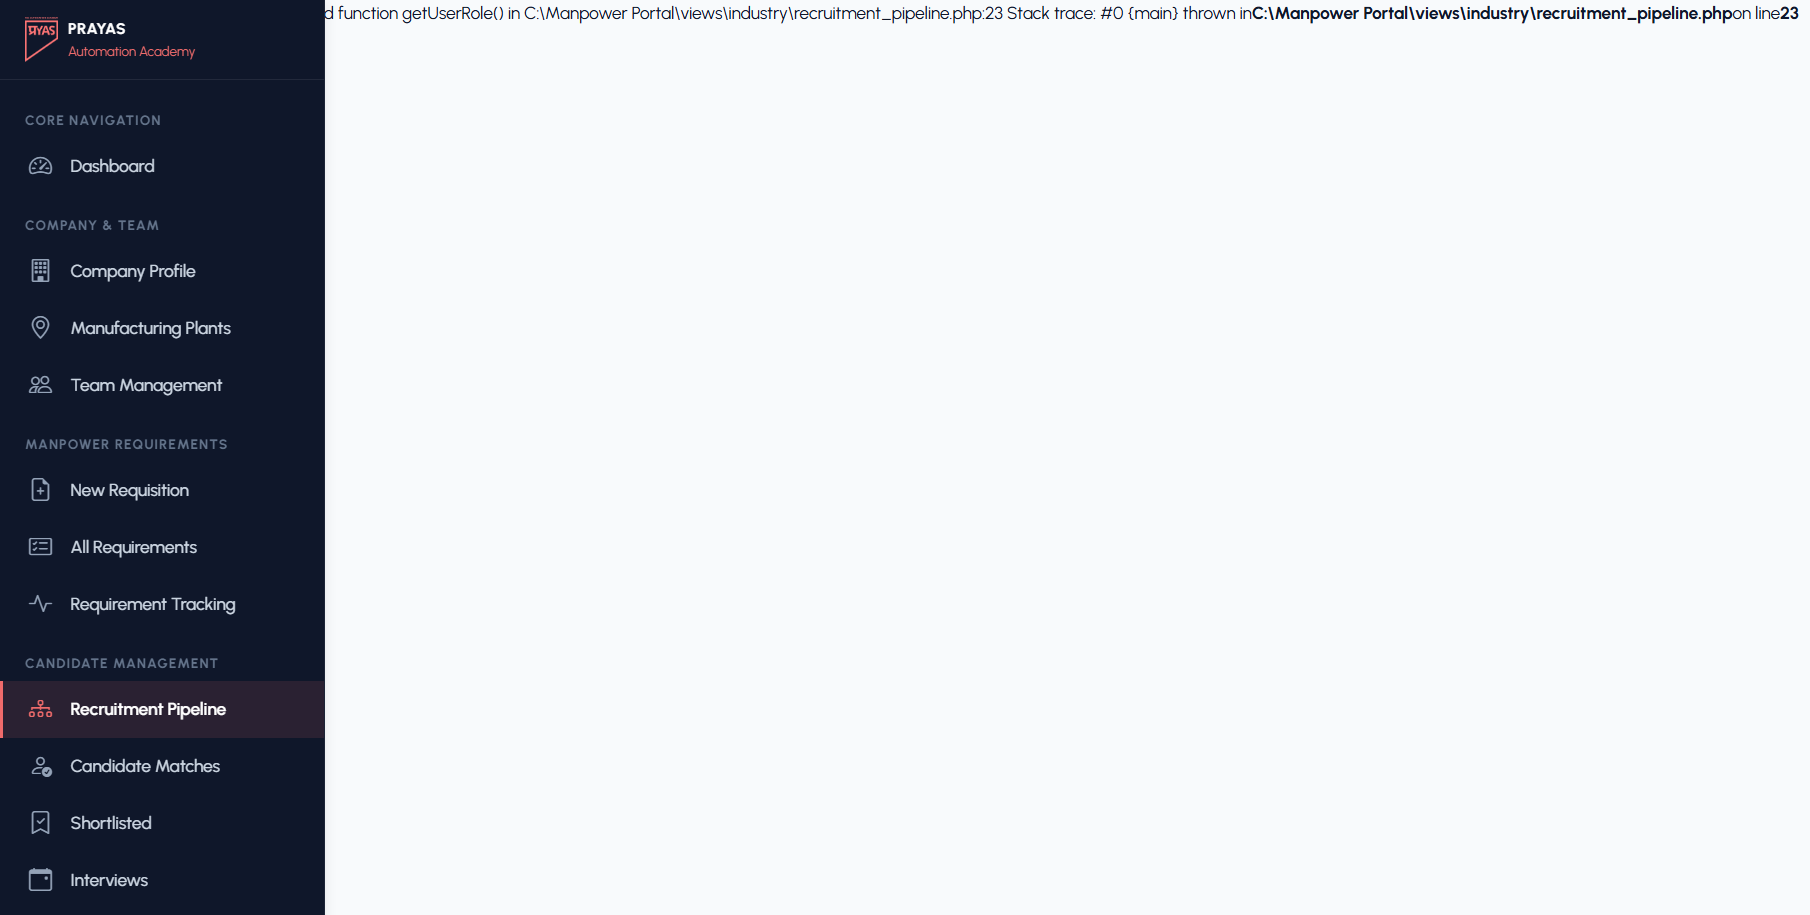 PRAYAS
Automation Academy
d function getUserRole() in C:\Manpower Portal\views\industry\recruitment_pipeline.php:23 Stack trace: #0 {main} thrown inC:\Manpower Portal\views\industry\recruitment_pipeline.phpon line23
CORE NAVIGATION
Dashboard
COMPANY & TEAM
Company Profile
Manufacturing Plants
Team Management
MANPOWER REQUIREMENTS
New Requisition
All Requirements
Requirement Tracking
CANDIDATE MANAGEMENT
Recruitment Pipeline
Candidate Matches
Shortlisted
Interviews